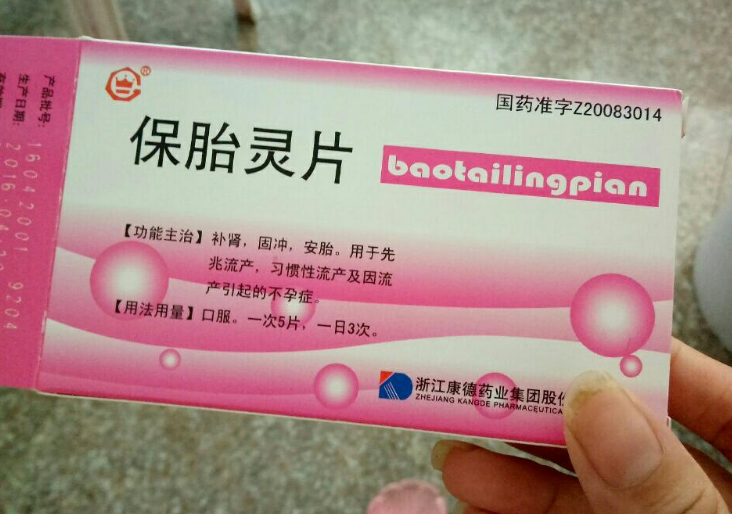 国药准字Z20083014
保胎灵片
baotailingpian
【功能主治】补肾，固冲，安胎。用于先
兆流产，习惯性流产及因流
产引起的不孕症。
【用法用量】口服。一次5片，一日3次。
浙江康德药业集团股份
ZHEJIANG KANGDE PHARMACEUTICA
产品批号：
生产日期：
16042001